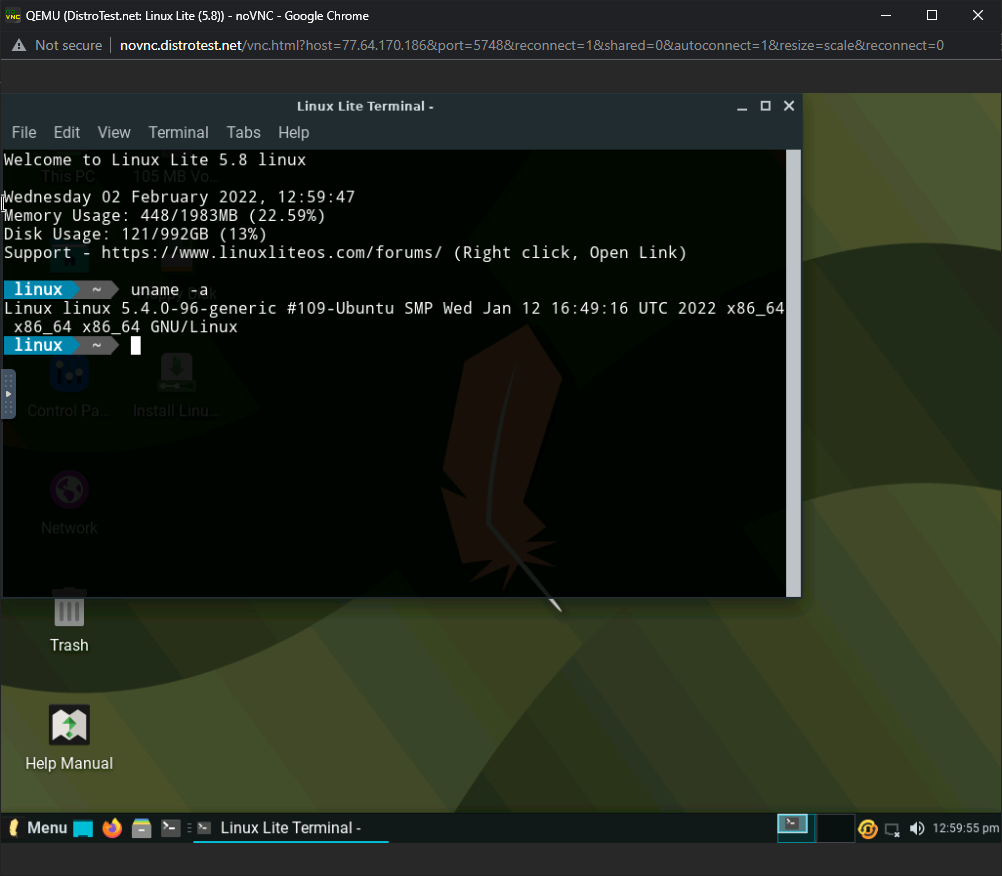 QEMU (DistroTest.net: Linux Lite (5.8)) - noVNC - Google Chrome
Not secure | novnc.distrotest.net/vnc.html?host=77.64.170.186&port=5748&reconnect=1&shared=0&autoconnect=1&resize=scale&reconnect=0
Linux Lite Terminal -
File Edit View Terminal Tabs Help
Welcome to Linux Lite 5.8 linux
This PC 105 MB Vo...
Wednesday 02 February 2022, 12:59:47
Memory Usage: 448/1983MB (22.59%)
Disk Usage: 121/992GB (13%)
Support - https://www.linuxliteos.com/forums/ (Right click, Open Link)
linux ~ uname -a
Linux linux 5.4.0-96-generic #109-Ubuntu SMP Wed Jan 12 16:49:16 UTC 2022 x86_64
x86_64 x86_64 GNU/Linux
linux ~
Control Pa... Install Linu...
Network
Trash
Help Manual
Menu Linux Lite Terminal - 12:59:55 pm